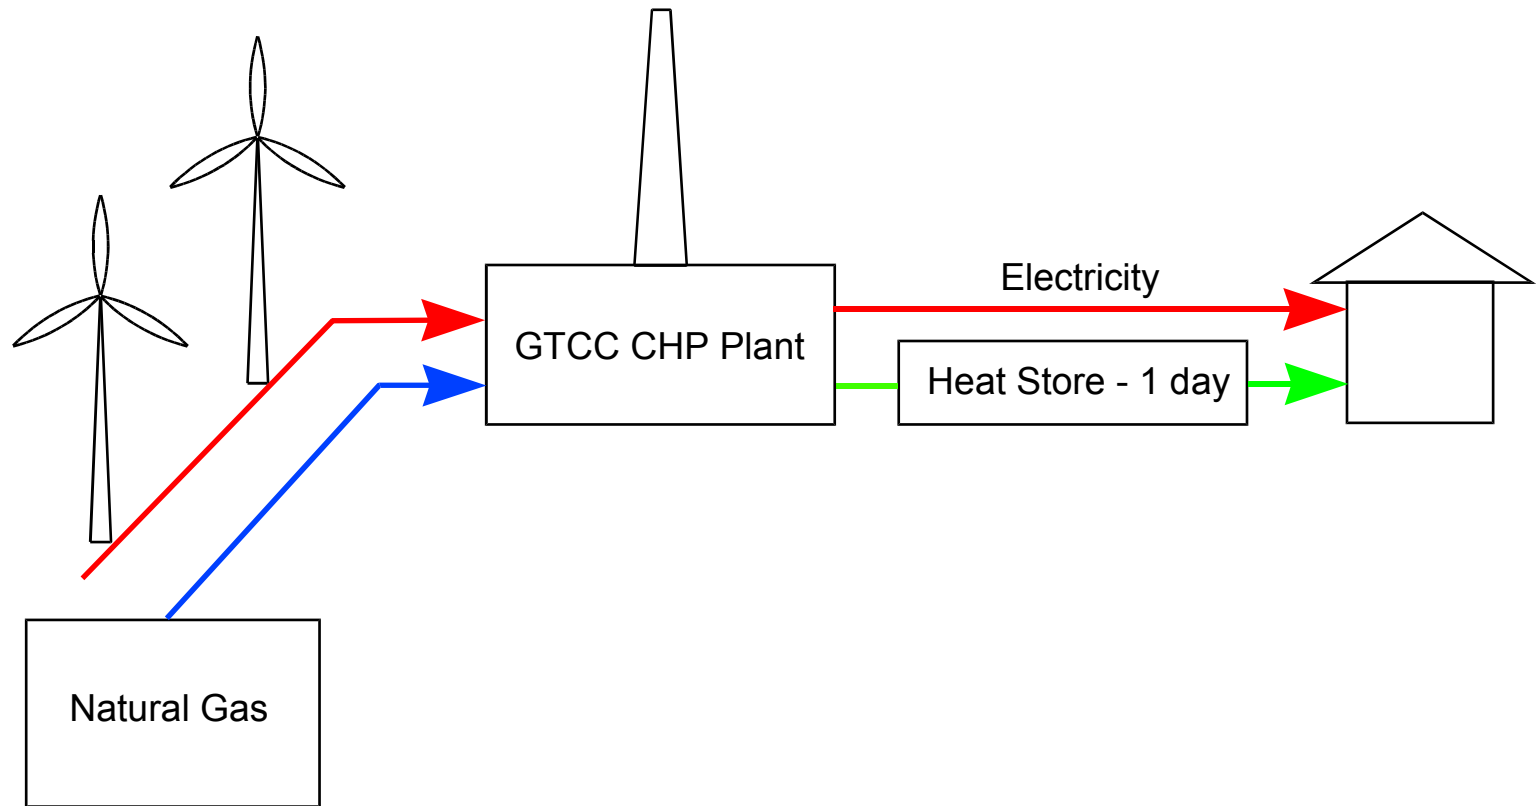 Electricity
GTCC CHP Plant
Heat Store - 1 day
Natural Gas